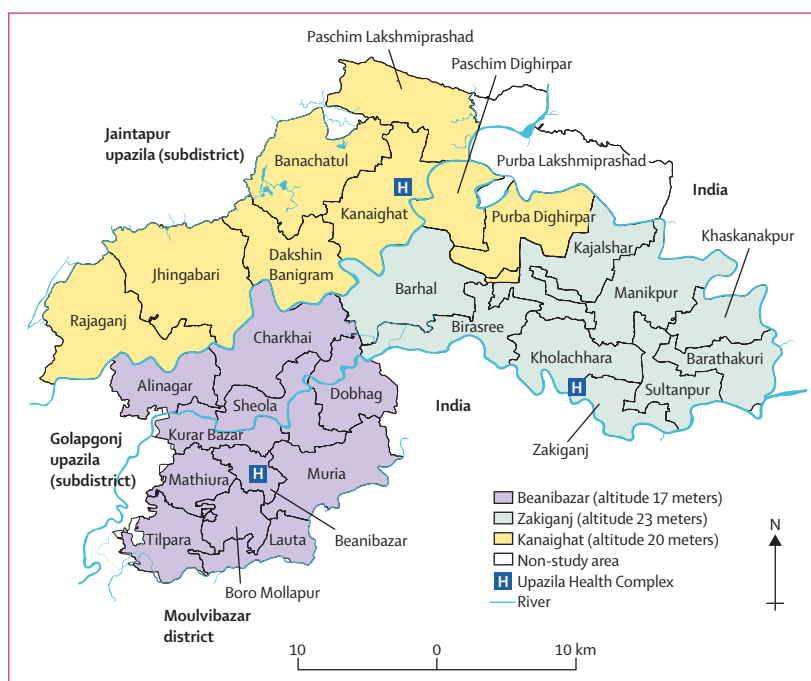 Paschim Lakshmiprashad
Paschim Dighirpar
Jaintapur
upazila (subdistrict)
Banachatul
Purba Lakshmiprashad
India
H
Kanaighat
Purba Dighirpar
Khaskanakpur
Kajalshar
Dakshin
Banigram
Jhingabari
Barhal
Manikpur
Rajaganj
Birasree
Charkhai
Kholachhara
Barathakuri
Alinagar
Dobhag
H
Sultanpur
Sheola
India
Golapgonj
upazila
(subdistrict)
Kurar Bazar
Zakiganj
Mathiura
H
Muria
Tilpara
Lauta
Beanibazar
Boro Mollapur
Moulvibazar
district
Beanibazar (altitude 17 meters)
Zakiganj (altitude 23 meters)
Kanaighat (altitude 20 meters)
Non-study area
H Upazila Health Complex
River
N
10 0 10 km